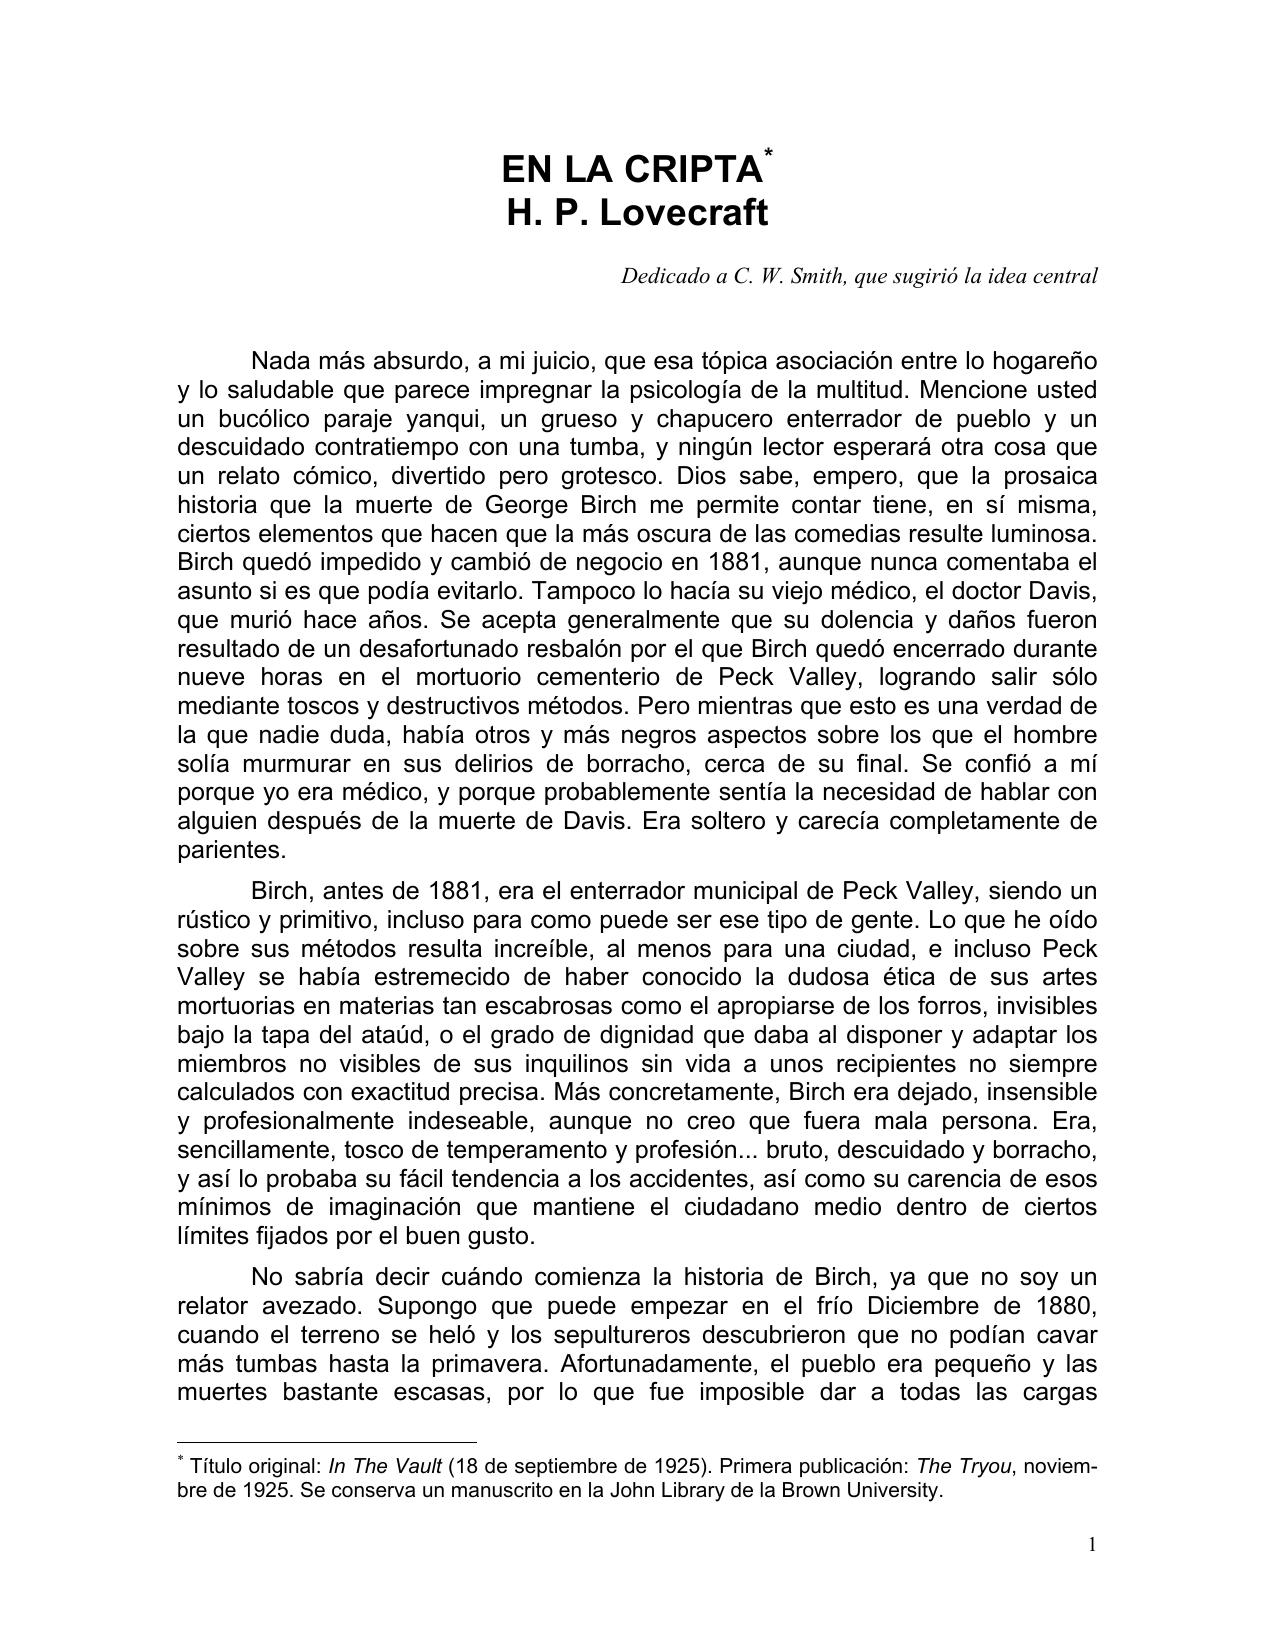 EN LA CRIPTA*
H. P. Lovecraft
Dedicado a C. W. Smith, que sugirió la idea central
Nada más absurdo, a mi juicio, que esa tópica asociación entre lo hogareño
y lo saludable que parece impregnar la psicología de la multitud. Mencione usted
un bucólico paraje yanqui, un grueso y chapucero enterrador de pueblo y un
descuidado contratiempo con una tumba, y ningún lector esperará otra cosa que
un relato cómico, divertido pero grotesco. Dios sabe, empero, que la prosaica
historia que la muerte de George Birch me permite contar tiene, en sí misma,
ciertos elementos que hacen que la más oscura de las comedias resulte luminosa.
Birch quedó impedido y cambió de negocio en 1881, aunque nunca comentaba el
asunto si es que podía evitarlo. Tampoco lo hacía su viejo médico, el doctor Davis,
que murió hace años. Se acepta generalmente que su dolencia y daños fueron
resultado de un desafortunado resbalón por el que Birch quedó encerrado durante
nueve horas en el mortuorio cementerio de Peck Valley, logrando salir sólo
mediante toscos y destructivos métodos. Pero mientras que esto es una verdad de
la que nadie duda, había otros y más negros aspectos sobre los que el hombre
solía murmurar en sus delirios de borracho, cerca de su final. Se confió a mí
porque yo era médico, y porque probablemente sentía la necesidad de hablar con
alguien después de la muerte de Davis. Era soltero y carecía completamente de
parientes.
Birch, antes de 1881, era el enterrador municipal de Peck Valley, siendo un
rústico y primitivo, incluso para como puede ser ese tipo de gente. Lo que he oído
sobre sus métodos resulta increíble, al menos para una ciudad, e incluso Peck
Valley se había estremecido de haber conocido la dudosa ética de sus artes
mortuorias en materias tan escabrosas como el apropiarse de los forros, invisibles
bajo la tapa del ataúd, o el grado de dignidad que daba al disponer y adaptar los
miembros no visibles de sus inquilinos sin vida a unos recipientes no siempre
calculados con exactitud precisa. Más concretamente, Birch era dejado, insensible
y profesionalmente indeseable, aunque no creo que fuera mala persona. Era,
sencillamente, tosco de temperamento y profesión... bruto, descuidado y borracho,
y así lo probaba su fácil tendencia a los accidentes, así como su carencia de esos
mínimos de imaginación que mantiene el ciudadano medio dentro de ciertos
límites fijados por el buen gusto.
No sabría decir cuándo comienza la historia de Birch, ya que no soy un
relator avezado. Supongo que puede empezar en el frío Diciembre de 1880,
cuando el terreno se heló y los sepultureros descubrieron que no podían cavar
más tumbas hasta la primavera. Afortunadamente, el pueblo era pequeño y las
muertes bastante escasas, por lo que fue imposible dar a todas las cargas
* Título original: In The Vault (18 de septiembre de 1925). Primera publicación: The Tryou, noviem-
bre de 1925. Se conserva un manuscrito en la John Library de la Brown University.
1